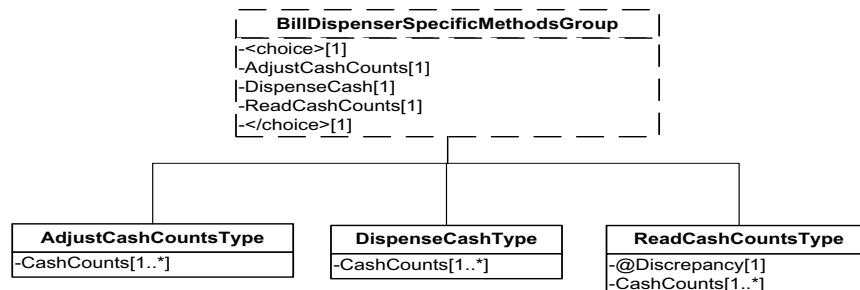 BillDispenserSpecificMethodsGroup
-<choice>[1]
-AdjustCashCounts[1]
-DispenseCash[1]
-ReadCashCounts[1]
-</choice>[1]
AdjustCashCountsType
-CashCounts[1..*]
DispenseCashType
-CashCounts[1..*]
ReadCashCountsType
-@Discrepancy[1]
-CashCounts[1..*]